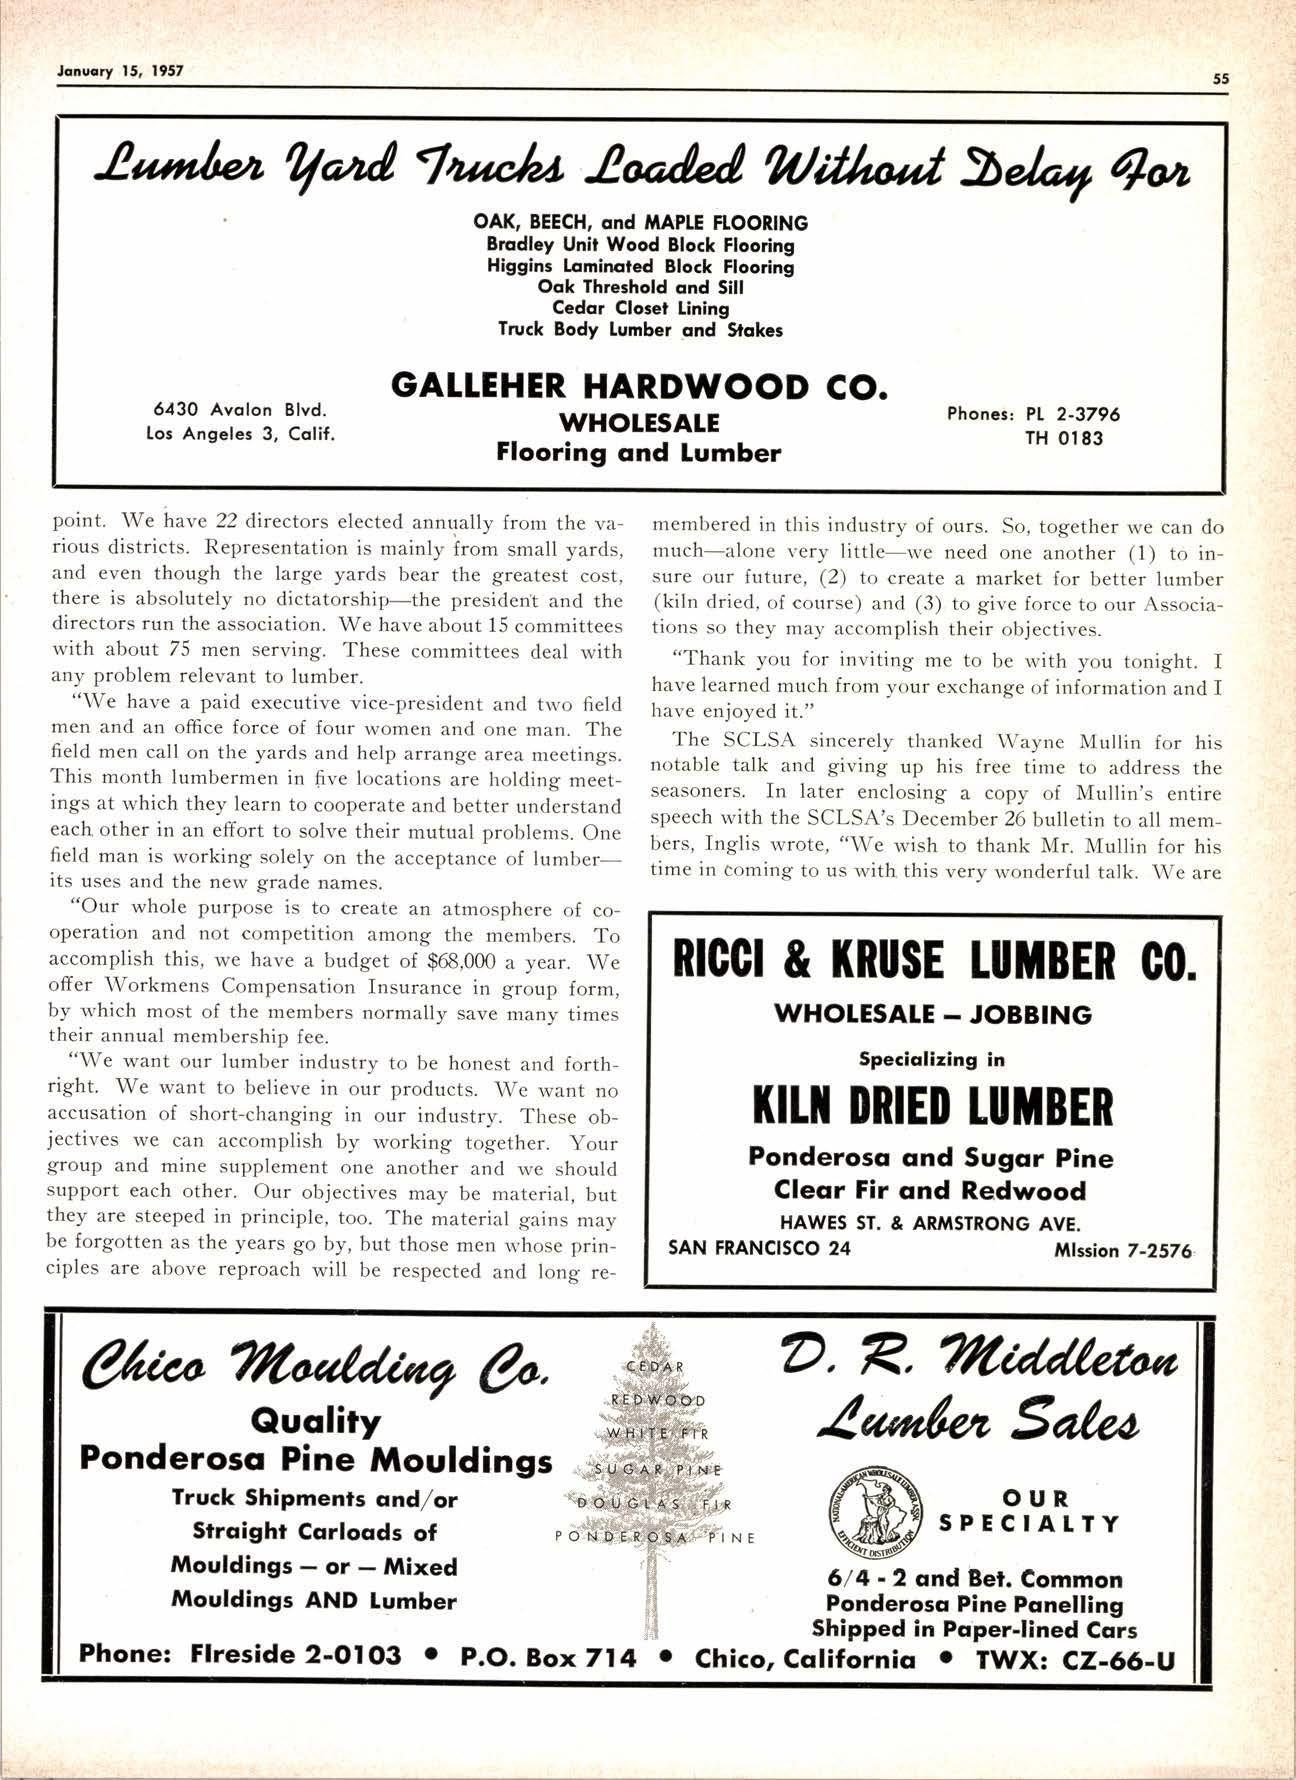 January 15, 1957
55
Lumber Yard Trucks Loaded Without Delay For
OAK, BEECH, and MAPLE FLOORING
Bradley Unit Wood Block Flooring
Higgins Laminated Block Flooring
Oak Threshold and Sill
Cedar Closet Lining
Truck Body Lumber and Stakes
GALLEHER HARDWOOD CO.
WHOLESALE
Flooring and Lumber
6430 Avalon Blvd.
Los Angeles 3, Calif.
Phones: PL 2-3796
TH 0183
point. We have 22 directors elected annually from the va-
rious districts. Representation is mainly from small yards,
and even though the large yards bear the greatest cost,
there is absolutely no dictatorship—the president and the
directors run the association. We have about 15 committees
with about 75 men serving. These committees deal with
any problem relevant to lumber.
"We have a paid executive vice-president and two field
men and an office force of four women and one man. The
field men call on the yards and help arrange area meetings.
This month lumbermen in five locations are holding meet-
ings at which they learn to cooperate and better understand
each other in an effort to solve their mutual problems. One
field man is working solely on the acceptance of lumber—
its uses and the new grade names.
"Our whole purpose is to create an atmosphere of co-
operation and not competition among the members. To
accomplish this, we have a budget of $68,000 a year. We
offer Workmens Compensation Insurance in group form,
by which most of the members normally save many times
their annual membership fee.
"We want our lumber industry to be honest and forth-
right. We want to believe in our products. We want no
accusation of short-changing in our industry. These ob-
jectives we can accomplish by working together. Your
group and mine supplement one another and we should
support each other. Our objectives may be material, but
they are steeped in principle, too. The material gains may
be forgotten as the years go by, but those men whose prin-
ciples are above reproach will be respected and long re-
membered in this industry of ours. So, together we can do
much—alone very little—we need one another (1) to in-
sure our future, (2) to create a market for better lumber
(kiln dried, of course) and (3) to give force to our Associa-
tions so they may accomplish their objectives.
"Thank you for inviting me to be with you tonight. I
have learned much from your exchange of information and I
have enjoyed it."
The SCLSA sincerely thanked Wayne Mullin for his
notable talk and giving up his free time to address the
seasoners. In later enclosing a copy of Mullin's entire
speech with the SCLSA's December 26 bulletin to all mem-
bers, Inglis wrote, "We wish to thank Mr. Mullin for his
time in coming to us with this very wonderful talk. We are
RICCI & KRUSE LUMBER CO.
WHOLESALE – JOBBING
Specializing in
KILN DRIED LUMBER
Ponderosa and Sugar Pine
Clear Fir and Redwood
HAWES ST. & ARMSTRONG AVE.
SAN FRANCISCO 24 MIssion 7-2576
Chico Moulding Co.
Quality
Ponderosa Pine Mouldings
Truck Shipments and/or
Straight Carloads of
Mouldings – or – Mixed
Mouldings AND Lumber
CEDAR
REDWOOD
WHITE FIR
SUGAR PINE
DOUGLAS FIR
PONDEROSA PINE
D. R. Middleton
Lumber Sales
NATIONAL-AMERICAN WHOLESALE LUMBER ASSN.
EFFICIENT DISTRIBUTION
OUR
SPECIALTY
6/4 - 2 and Bet. Common
Ponderosa Pine Panelling
Shipped in Paper-lined Cars
Phone: FIreside 2-0103 • P.O. Box 714 • Chico, California • TWX: CZ-66-U